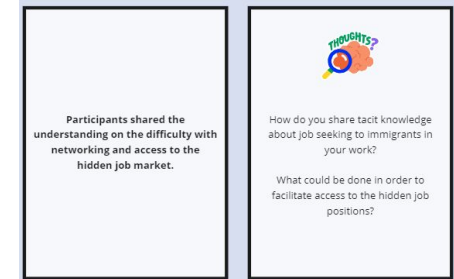 Participants shared the
understanding on the difficulty with
networking and access to the
hidden job market.
THOUGHTS?
How do you share tacit knowledge
about job seeking to immigrants in
your work?
What could be done in order to
facilitate access to the hidden job
positions?